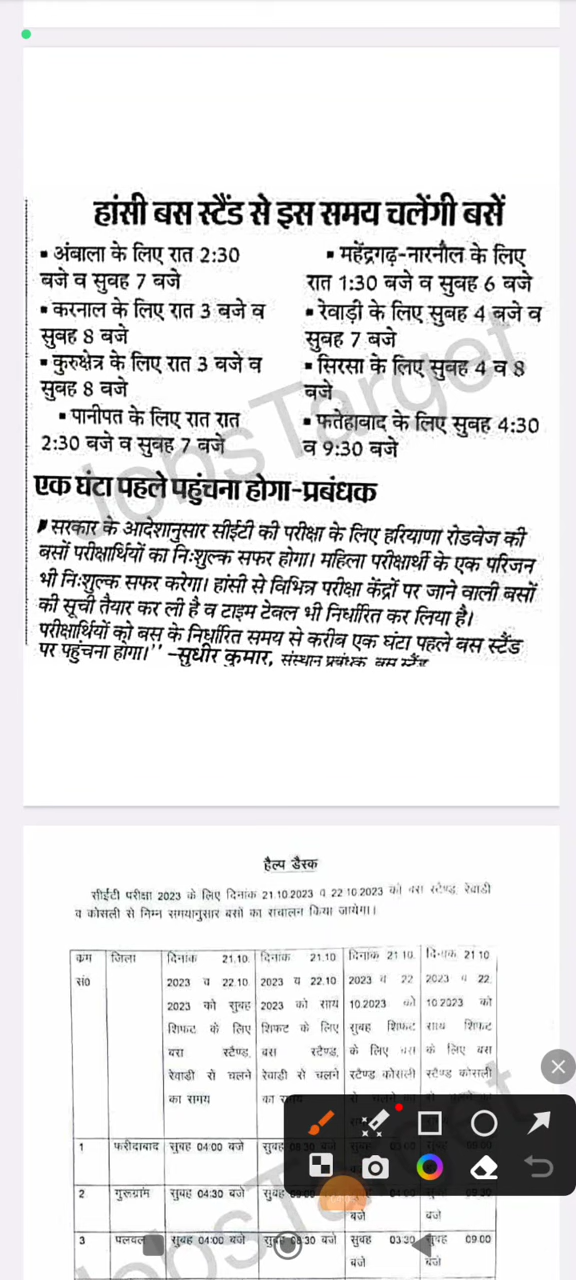 हांसी बस स्टैंड से इस समय चलेंगी बसें
▪ अंबाला के लिए रात 2:30
बजे व सुबह 7 बजे
▪ करनाल के लिए रात 3 बजे व
सुबह 8 बजे
▪ कुरुक्षेत्र के लिए रात 3 बजे व
सुबह 8 बजे
▪ पानीपत के लिए रात रात
2:30 बजे व सुबह 7 बजे
▪ महेंद्रगढ़-नारनौल के लिए
रात 1:30 बजे व सुबह 6 बजे
▪ रेवाड़ी के लिए सुबह 4 बजे व
सुबह 7 बजे
▪ सिरसा के लिए सुबह 4 व 8
बजे
▪ फतेहाबाद के लिए सुबह 4:30
व 9:30 बजे
एक घंटा पहले पहुंचना होगा-प्रबंधक
सरकार के आदेशानुसार सीईटी की परीक्षा के लिए हरियाणा रोडवेज की
बसों परीक्षार्थियों का निःशुल्क सफर होगा। महिला परीक्षार्थी के एक परिजन
भी निःशुल्क सफर करेगा। हांसी से विभिन्न परीक्षा केंद्रों पर जाने वाली बसों
की सूची तैयार कर ली है व टाइम टेबल भी निर्धारित कर लिया है।
परीक्षार्थियों को बस के निर्धारित समय से करीब एक घंटा पहले बस स्टैंड
पर पहुंचना होगा।'' -सुधीर कुमार, संस्थान प्रबंधक, बस स्टैंड
JobsTarget
हैल्प डैस्क
सीईटी परीक्षा 2023 के लिए दिनांक 21.10.2023 व 22.10.2023 को बस स्टैण्ड, रेवाडी
व कोसली से निम्न समयानुसार बसों का संचालन किया जायेगा।
क्रम सं० जिला
दिनांक 21.10.
2023 व 22.10
2023 को सुबह
शिफट के लिए
बस स्टैण्ड,
रेवाडी से चलने
का समय
दिनांक 21.10
2023 व 22.10
2023 को सायं
शिफट के लिए
बस स्टैण्ड,
रेवाडी से चलने
का
दिनांक 21.10
2023 व 22
10.2023 को
सुबह शिफट
के लिए बस
स्टैण्ड कोसली
दिनांक 21.10
2023 व 22.
10.2023 को
सायं शिफट
के लिए बस
स्टैण्ड कोसली
1 फरीदाबाद सुबह 04:00 बजे
2 गुरूग्राम सुबह 04:30 बजे
बजे बजे
3 पलवल सुबह 04:00 बजे 08:30 बजे सुबह 03:30 सुबह 09:00
बजे बजे
JobsTarget